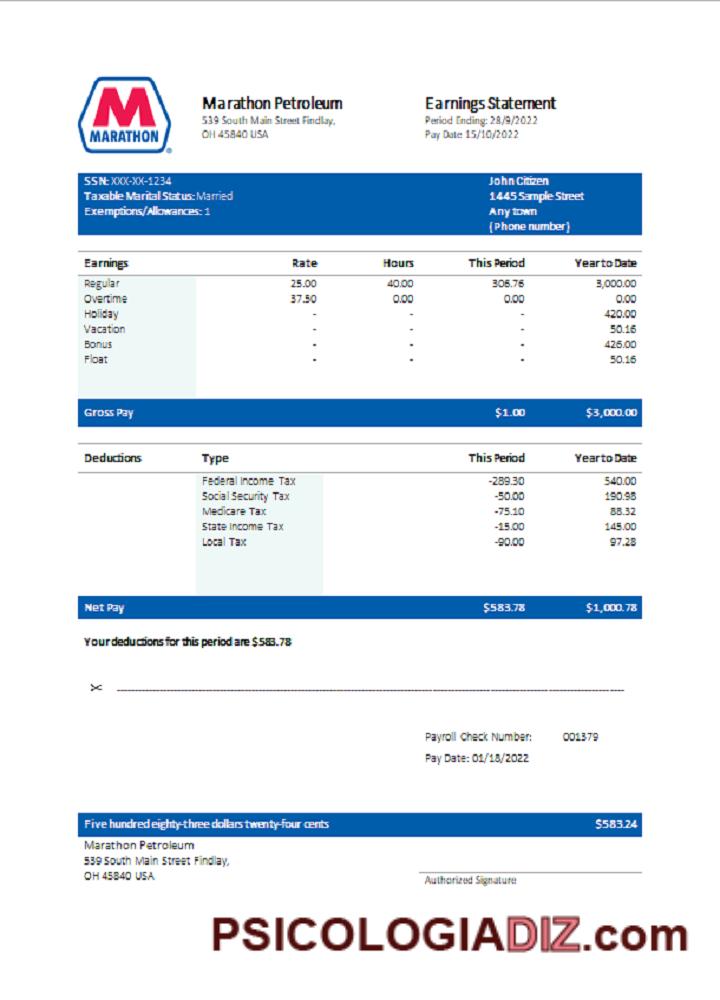 M
MARATHON
Marathon Petroleum
539 South Main Street Findlay,
OH 45840 USA
Earnings Statement
Period Ending: 28/9/2022
Pay Date 15/10/2022
SSN: XXX-XX-1234
Taxable Marital Status: Married
Exemptions/Allowances: 1
John Citizen
1445 Sample Street
Any town
(Phone number)
Earnings Rate Hours This Period Year to Date
Regular 25.00 40.00 306.76 3,000.00
Overtime 37.50 0.00 0.00 0.00
Holiday - - - 420.00
Vacation - - - 50.16
Bonus - - - 426.00
Float - - - 50.16
Gross Pay $1.00 $3,000.00
Deductions Type This Period Year to Date
Federal Income Tax -289.30 540.00
Social Security Tax -50.00 190.98
Medicare Tax -75.10 88.32
State Income Tax -15.00 145.00
Local Tax -90.00 97.28
Net Pay $583.78 $1,000.78
Your deductions for this period are $583.78
Payroll Check Number: 001379
Pay Date: 01/18/2022
Five hundred eighty-three dollars twenty-four cents $583.24
Marathon Petroleum
539 South Main Street Findlay,
OH 45840 USA
Authorized Signature
PSICOLOGIADIZ.com